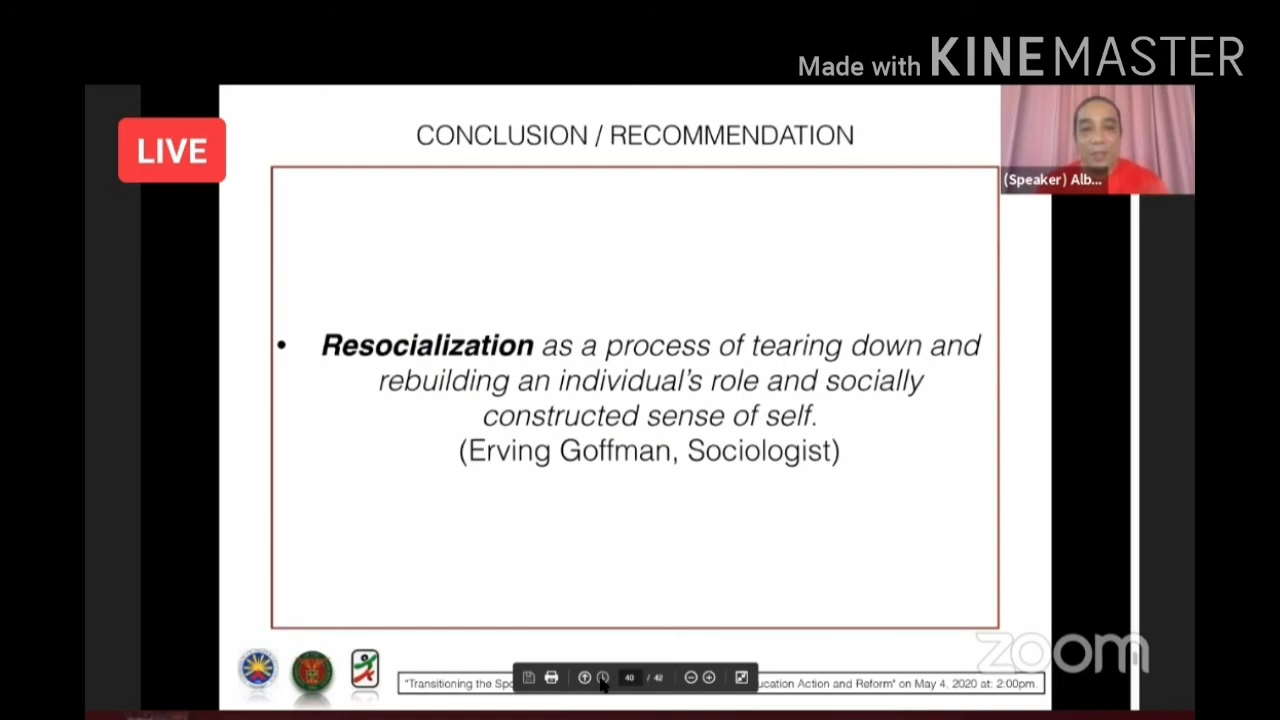 Made with KINEMASTER
LIVE
CONCLUSION / RECOMMENDATION
(Speaker) Alb...
• Resocialization as a process of tearing down and
rebuilding an individual's role and socially
constructed sense of self.
(Erving Goffman, Sociologist)
zoom
40 / 42
"Transitioning the Spo
ucation Action and Reform" on May 4, 2020 at: 2:00pm.